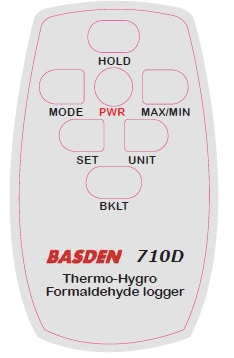 HOLD
MODE PWR MAX/MIN
SET UNIT
BKLT
BASDEN 710D
Thermo-Hygro
Formaldehyde logger